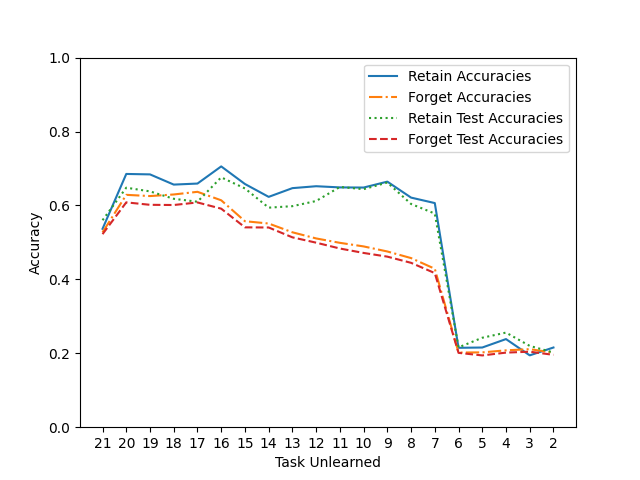 1.0
0.8
0.6
0.4
0.2
0.0
Accuracy
Retain Accuracies
Forget Accuracies
Retain Test Accuracies
Forget Test Accuracies
21 20 19 18 17 16 15 14 13 12 11 10 9 8 7 6 5 4 3 2
Task Unlearned